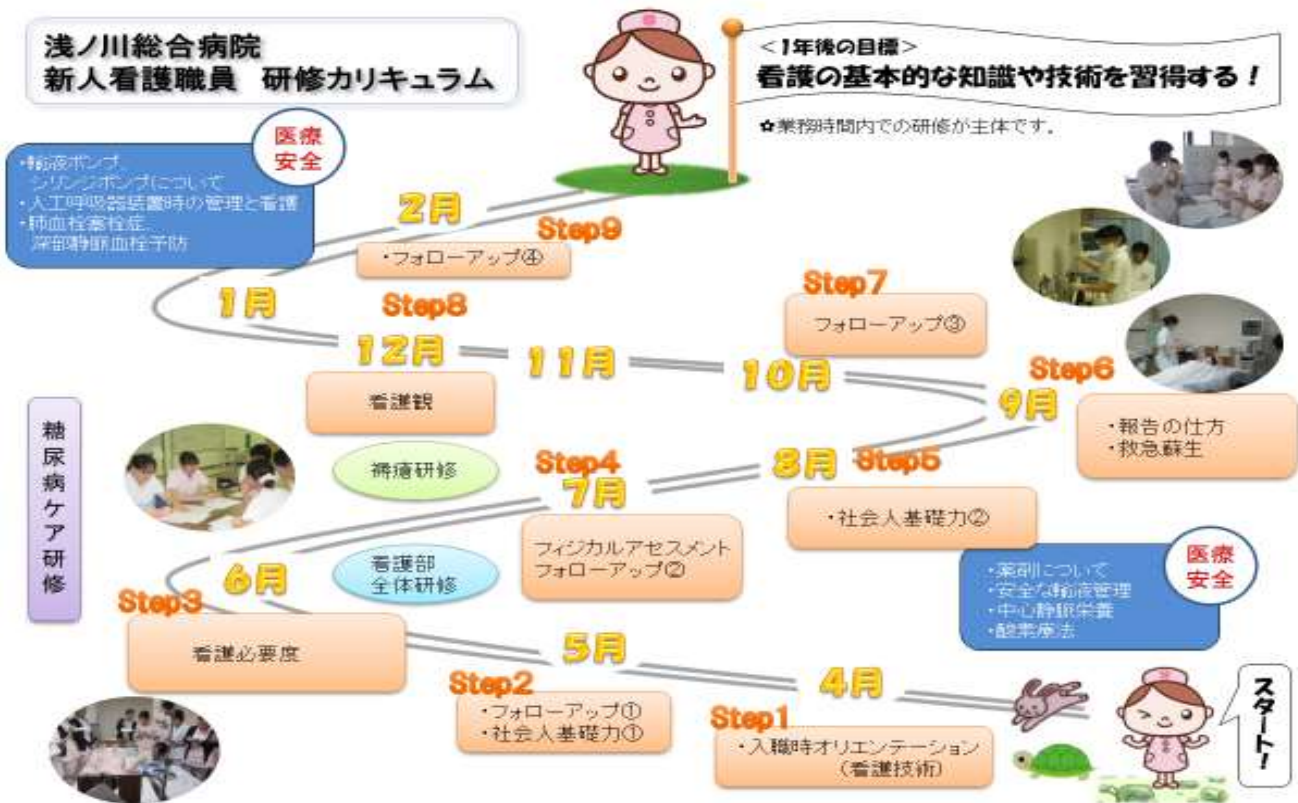 浅ノ川総合病院
新人看護職員 研修カリキュラム
＜1年後の目標＞
看護の基本的な知識や技術を習得する！
✿業務時間内での研修が主体です。
医療
安全
・輸液ポンプ、
シリンジポンプについて
・人工呼吸器装着時の管理と看護
・肺血栓塞栓症、
深部静脈血栓予防
2月
Step9
・フォローアップ④
1月
Step8
12月
看護観
11月
Step7
フォローアップ③
10月
Step6
9月
・報告の仕方
・救急蘇生
糖尿病ケア研修
褥瘡研修
Step4
7月
フィジカルアセスメント
フォローアップ②
8月
Step5
・社会人基礎力②
看護部
全体研修
医療
安全
・薬剤について
・安全な輸液管理
・中心静脈栄養
・酸素療法
6月
Step3
看護必要度
5月
Step2
・フォローアップ①
・社会人基礎力①
4月
Step1
・入職時オリエンテーション
（看護技術）
スタート！